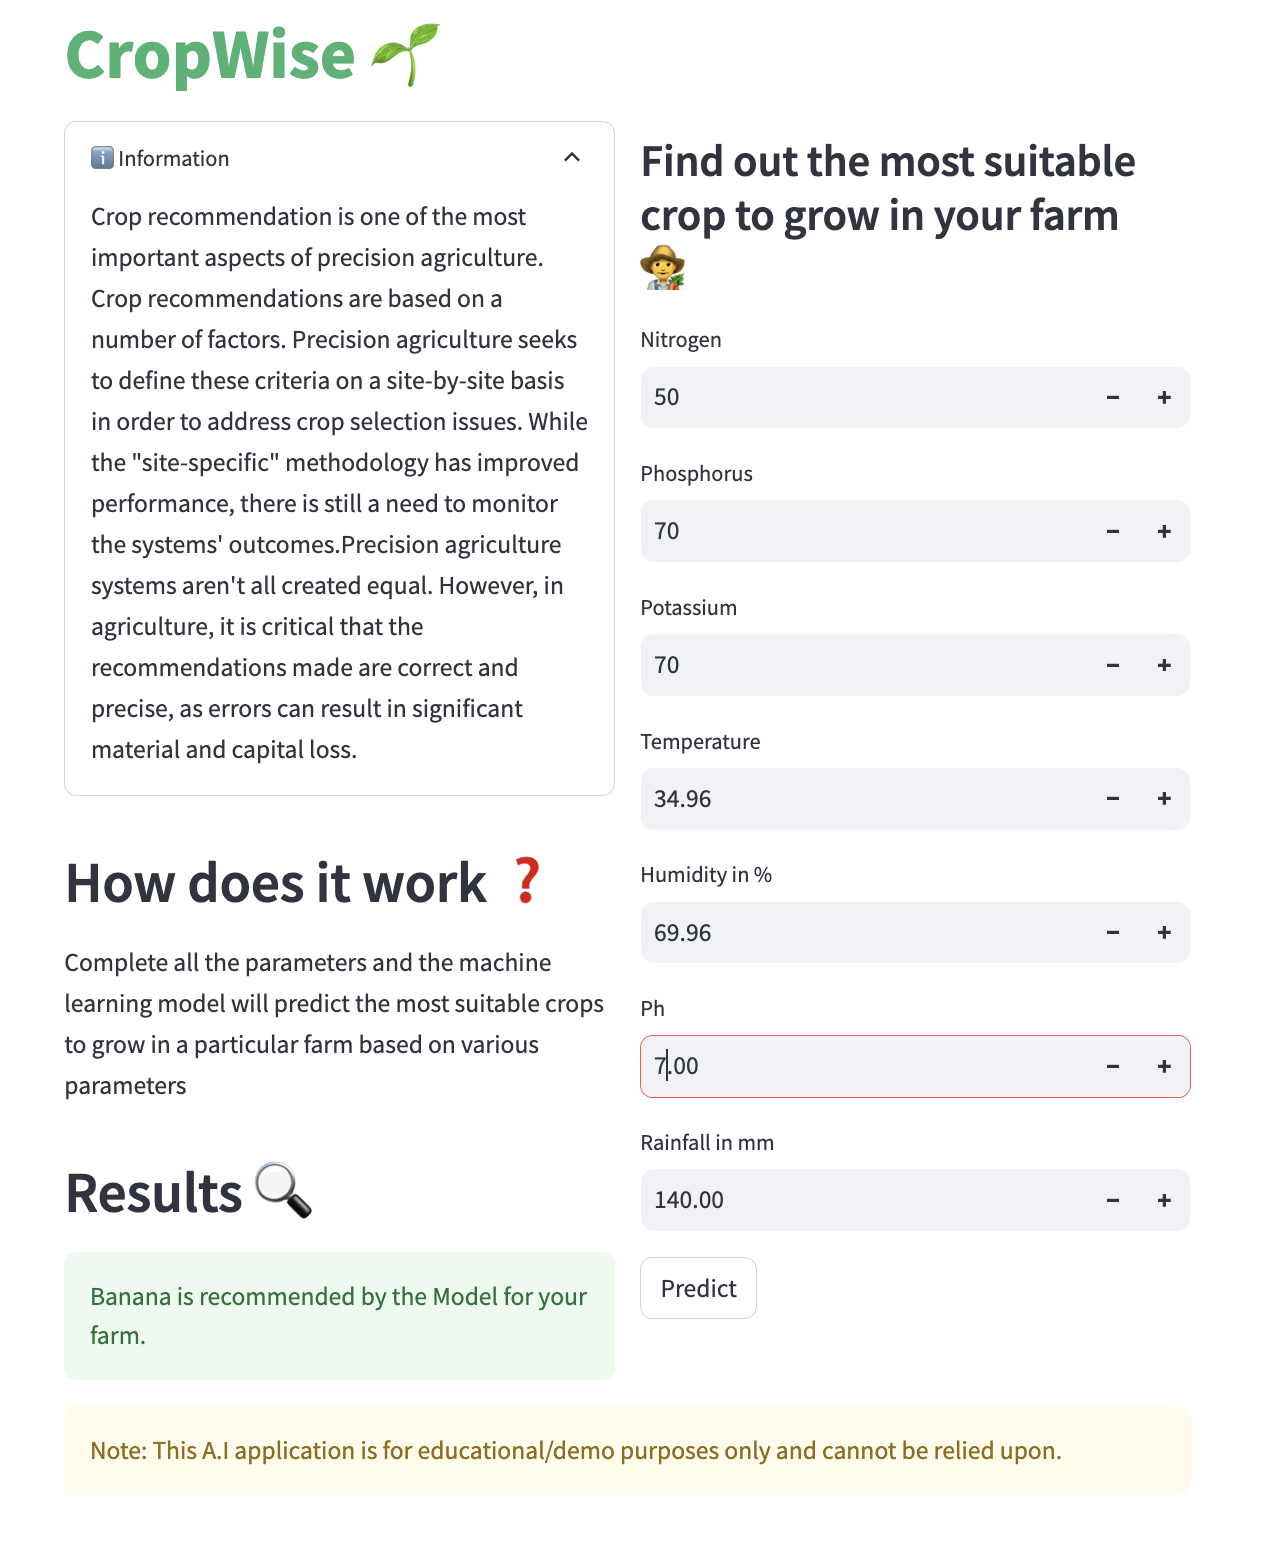 CropWise
Information
Crop recommendation is one of the most
important aspects of precision agriculture.
Crop recommendations are based on a
number of factors. Precision agriculture seeks
to define these criteria on a site-by-site basis
in order to address crop selection issues. While
the "site-specific" methodology has improved
performance, there is still a need to monitor
the systems' outcomes.Precision agriculture
systems aren't all created equal. However, in
agriculture, it is critical that the
recommendations made are correct and
precise, as errors can result in significant
material and capital loss.
How does it work ❓
Complete all the parameters and the machine
learning model will predict the most suitable crops
to grow in a particular farm based on various
parameters
Results
Banana is recommended by the Model for your
farm.
Find out the most suitable
crop to grow in your farm
Nitrogen
50
Phosphorus
70
Potassium
70
Temperature
34.96
Humidity in %
69.96
Ph
7.00
Rainfall in mm
140.00
Predict
Note: This A.I application is for educational/demo purposes only and cannot be relied upon.